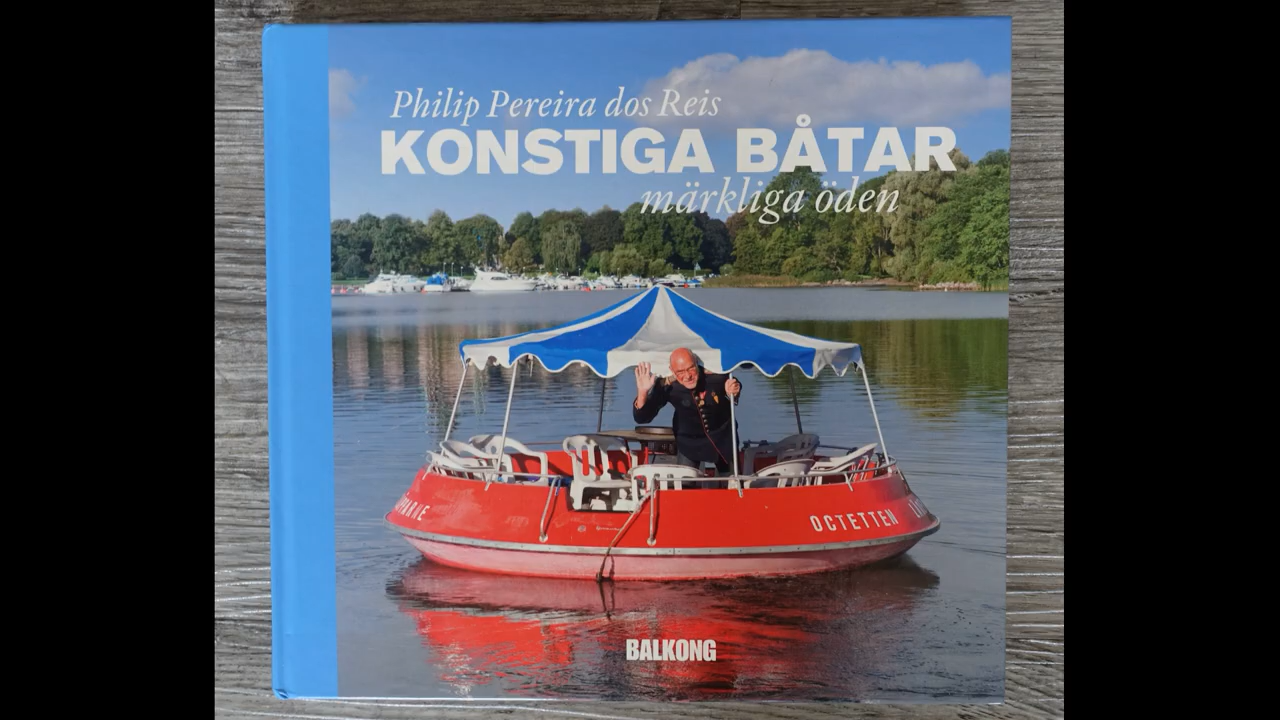 Philip Pereira dos Reis
KONSTIGA BÅTAR
märkliga öden
OCTETTEN
BALKONG